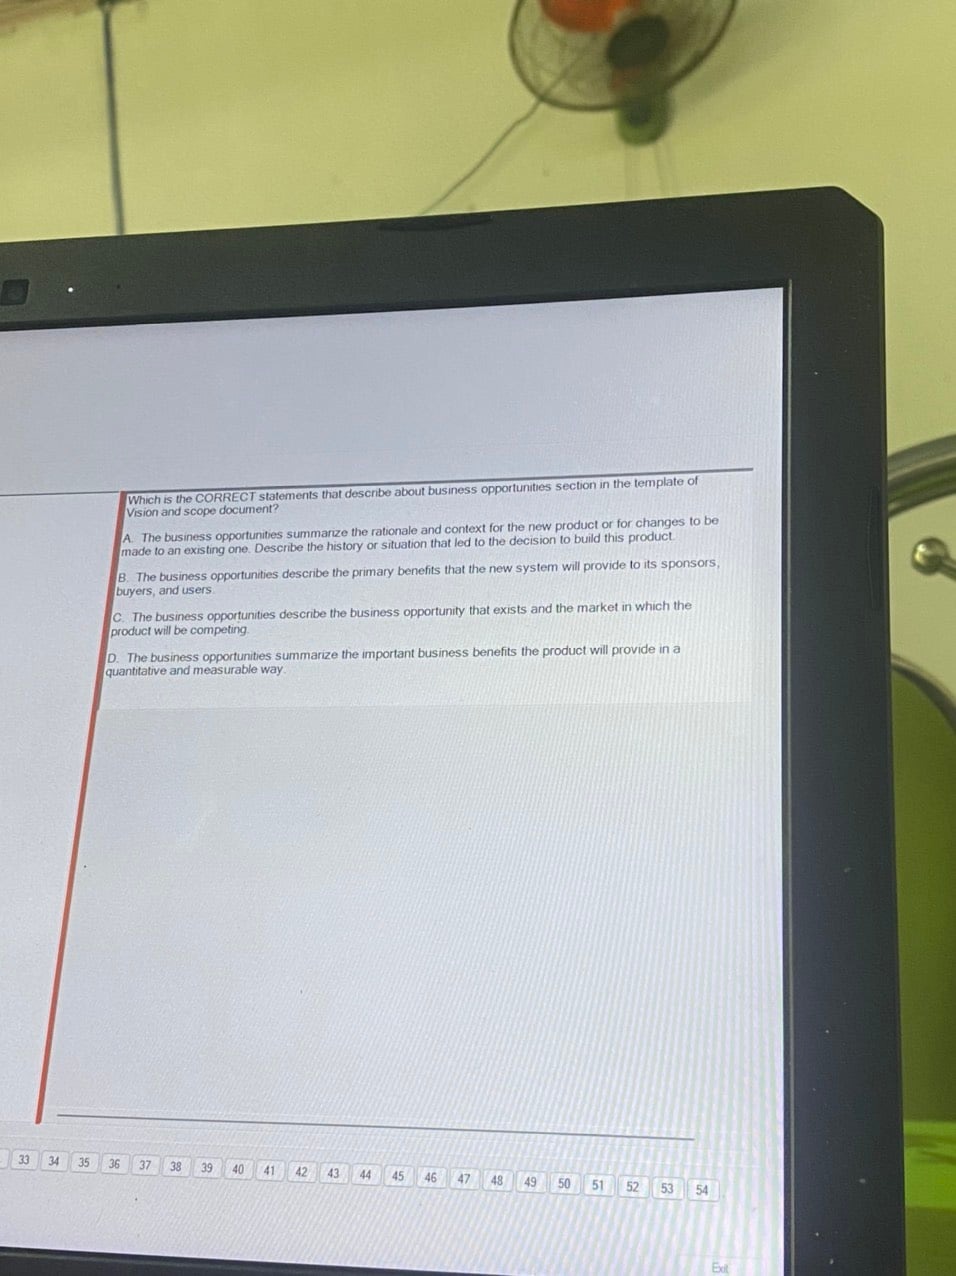 Which is the CORRECT statements that describe about business opportunities section in the template of
Vision and scope document?
A. The business opportunities summarize the rationale and context for the new product or for changes to be
made to an existing one. Describe the history or situation that led to the decision to build this product.
B. The business opportunities describe the primary benefits that the new system will provide to its sponsors,
buyers, and users.
C. The business opportunities describe the business opportunity that exists and the market in which the
product will be competing.
D. The business opportunities summarize the important business benefits the product will provide in a
quantitative and measurable way.
33 34 35 36 37 38 39 40 41 42 43 44 45 46 47 48 49 50 51 52 53 54
Exit